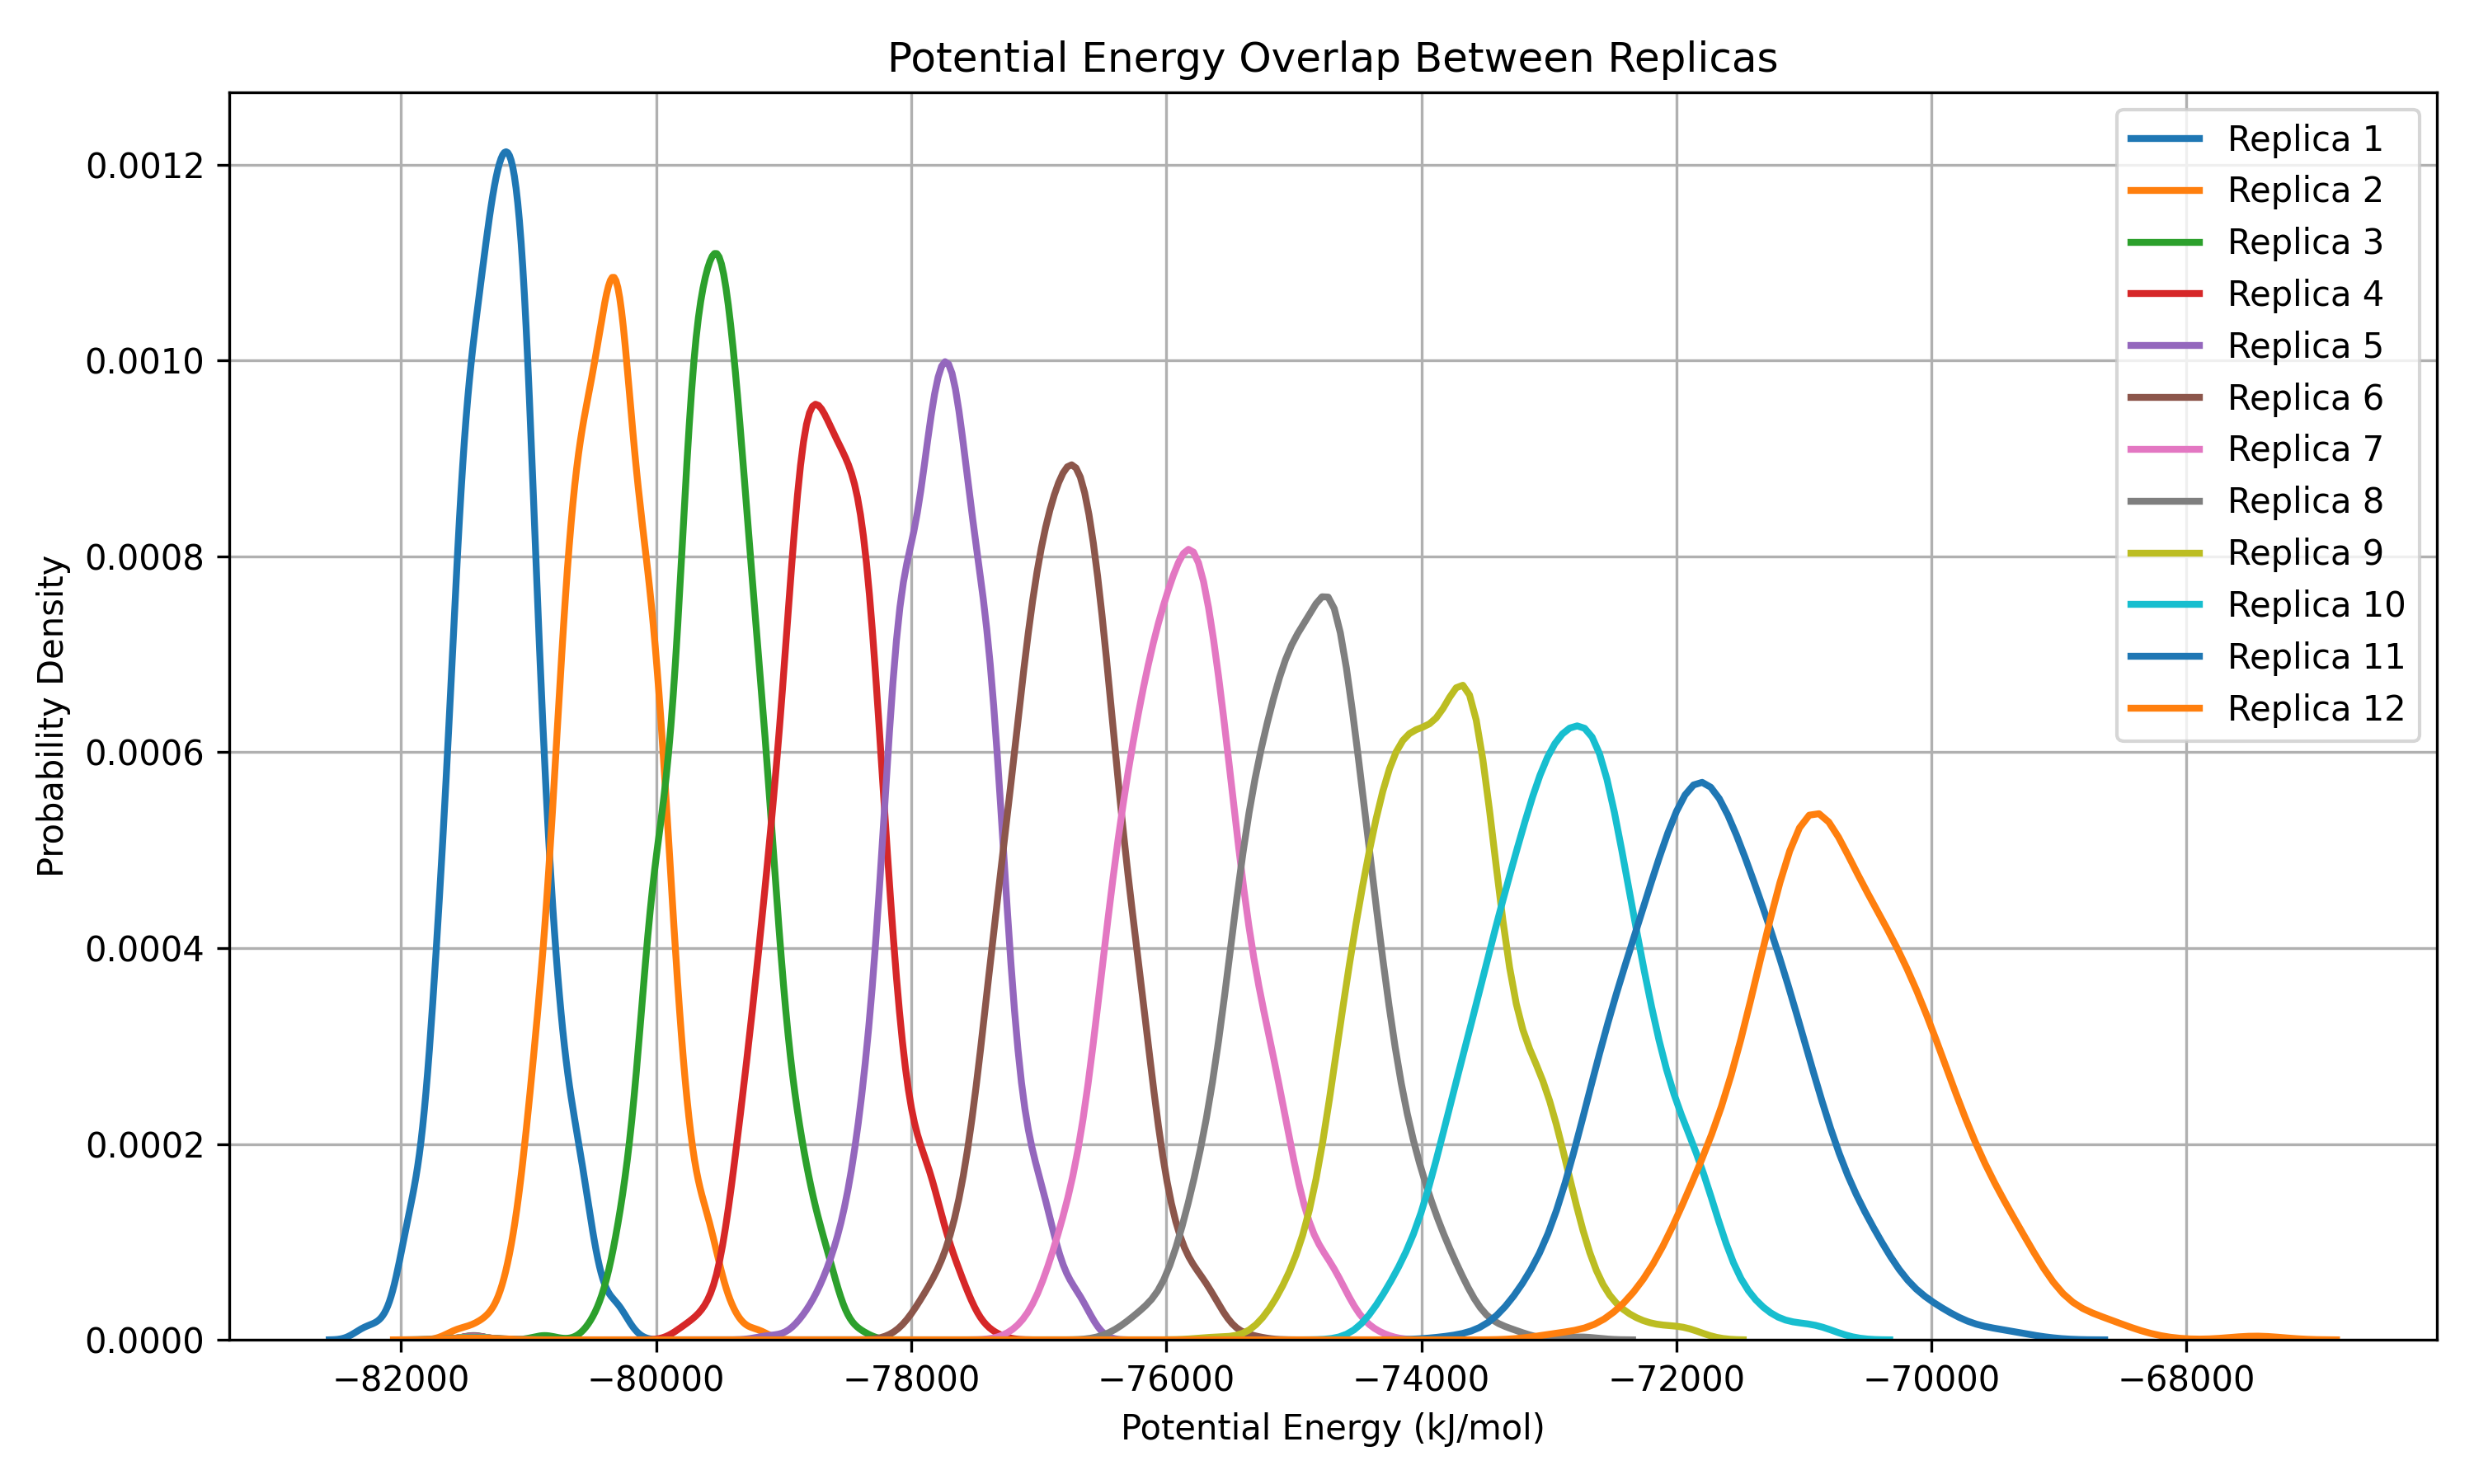 Potential Energy Overlap Between Replicas
Probability Density
0.0012
0.0010
0.0008
0.0006
0.0004
0.0002
0.0000
−82000 −80000 −78000 −76000 −74000 −72000 −70000 −68000
Potential Energy (kJ/mol)
Replica 1
Replica 2
Replica 3
Replica 4
Replica 5
Replica 6
Replica 7
Replica 8
Replica 9
Replica 10
Replica 11
Replica 12